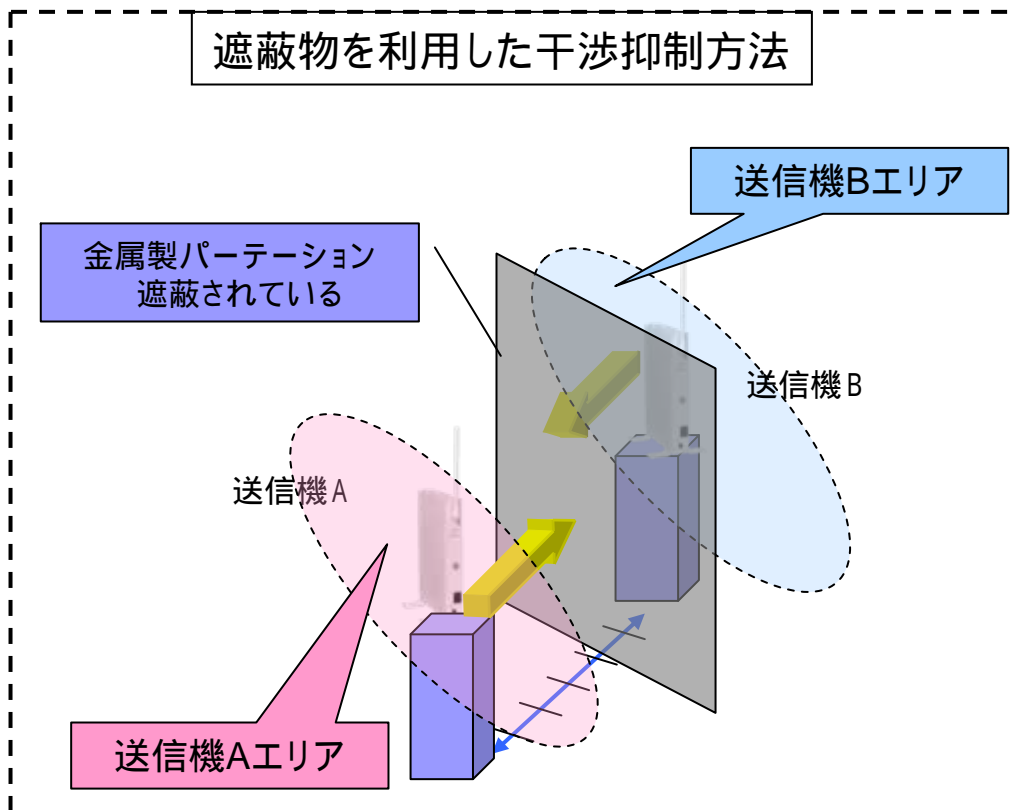 遮蔽物を利用した干渉抑制方法
送信機Bエリア
金属製パーテーション
遮蔽されている
送信機B
送信機A
送信機Aエリア